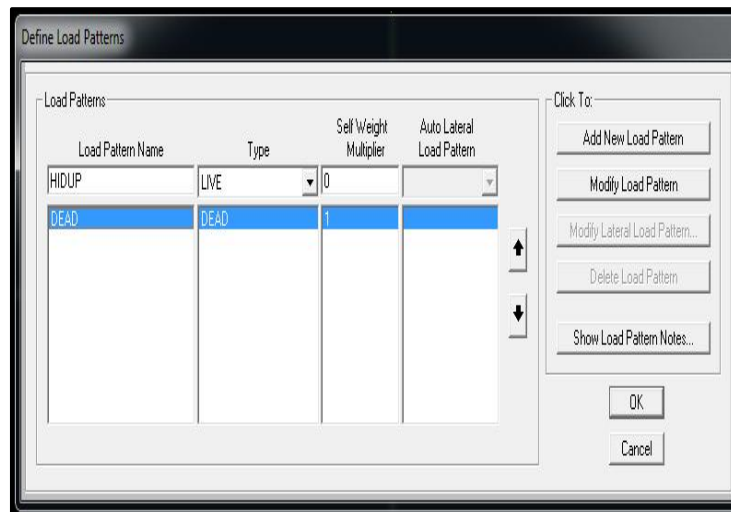 Define Load Patterns
Load Patterns
Load Pattern Name
Type
Self Weight
Multiplier
Auto Lateral
Load Pattern
HIDUP
LIVE
0
DEAD
DEAD
1
Click To:
Add New Load Pattern
Modify Load Pattern
Modify Lateral Load Pattern...
Delete Load Pattern
Show Load Pattern Notes...
OK
Cancel